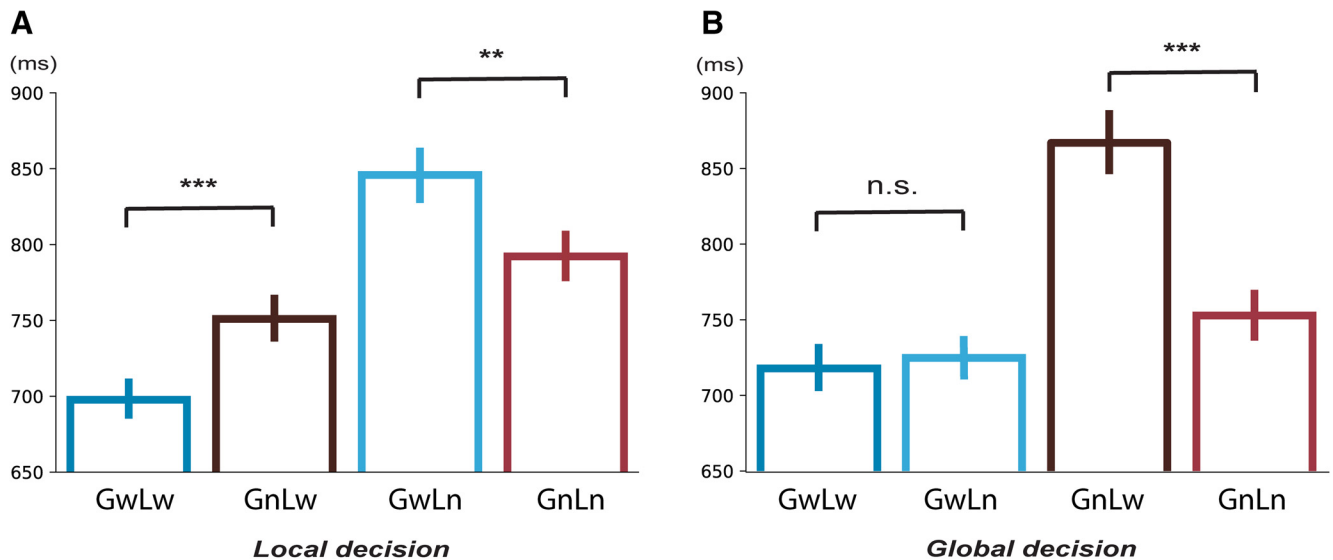 A
(ms)
900
850
800
750
700
650
***
**
GwLw GnLw GwLn GnLn
Local decision
B
(ms)
900
850
800
750
700
650
n.s.
***
GwLw GwLn GnLw GnLn
Global decision